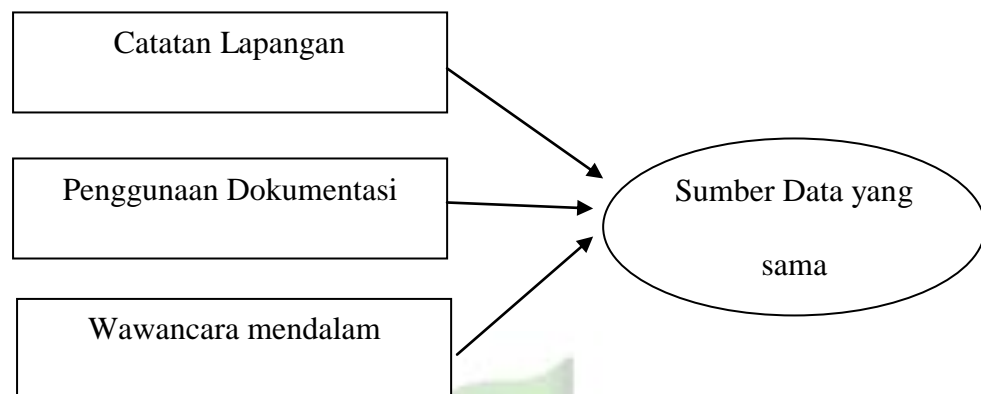 Catatan Lapangan
Penggunaan Dokumentasi
Wawancara mendalam
Sumber Data yang
sama